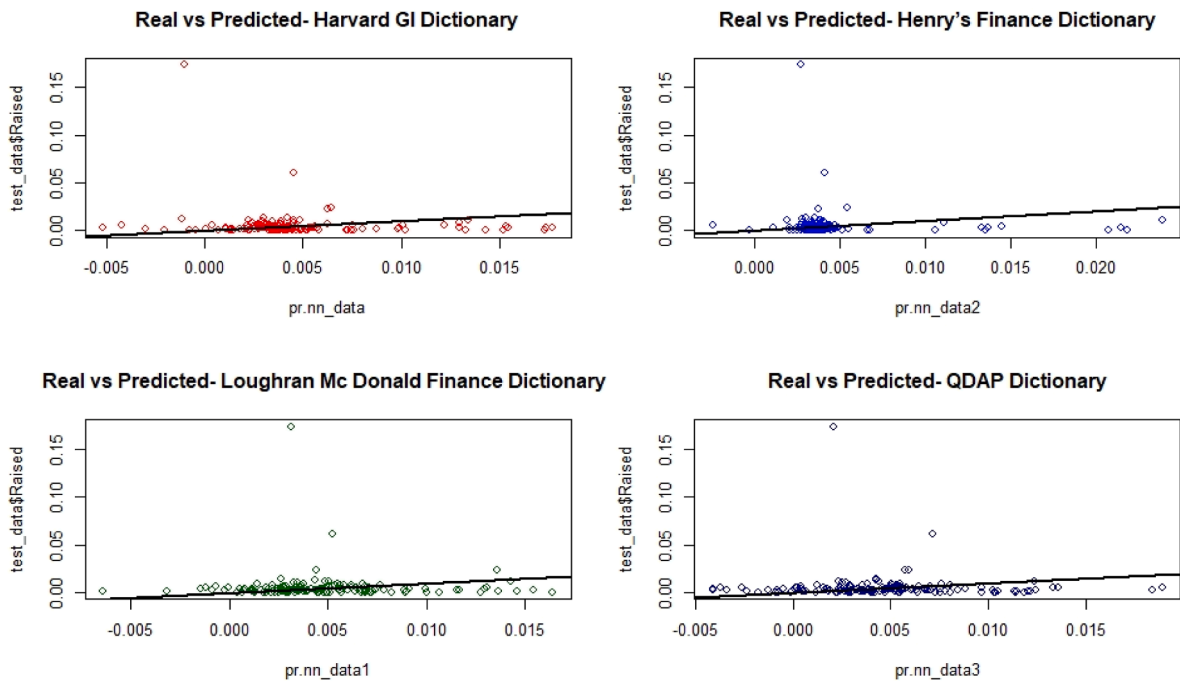 Real vs Predicted- Harvard GI Dictionary
test_data$Raised
0.15
0.10
0.05
0.00
-0.005 0.000 0.005 0.010 0.015
pr.nn_data
Real vs Predicted- Henry’s Finance Dictionary
test_data$Raised
0.15
0.10
0.05
0.00
0.000 0.005 0.010 0.015 0.020
pr.nn_data2
Real vs Predicted- Loughran Mc Donald Finance Dictionary
test_data$Raised
0.15
0.10
0.05
0.00
-0.005 0.000 0.005 0.010 0.015
pr.nn_data1
Real vs Predicted- QDAP Dictionary
test_data$Raised
0.15
0.10
0.05
0.00
-0.005 0.000 0.005 0.010 0.015
pr.nn_data3